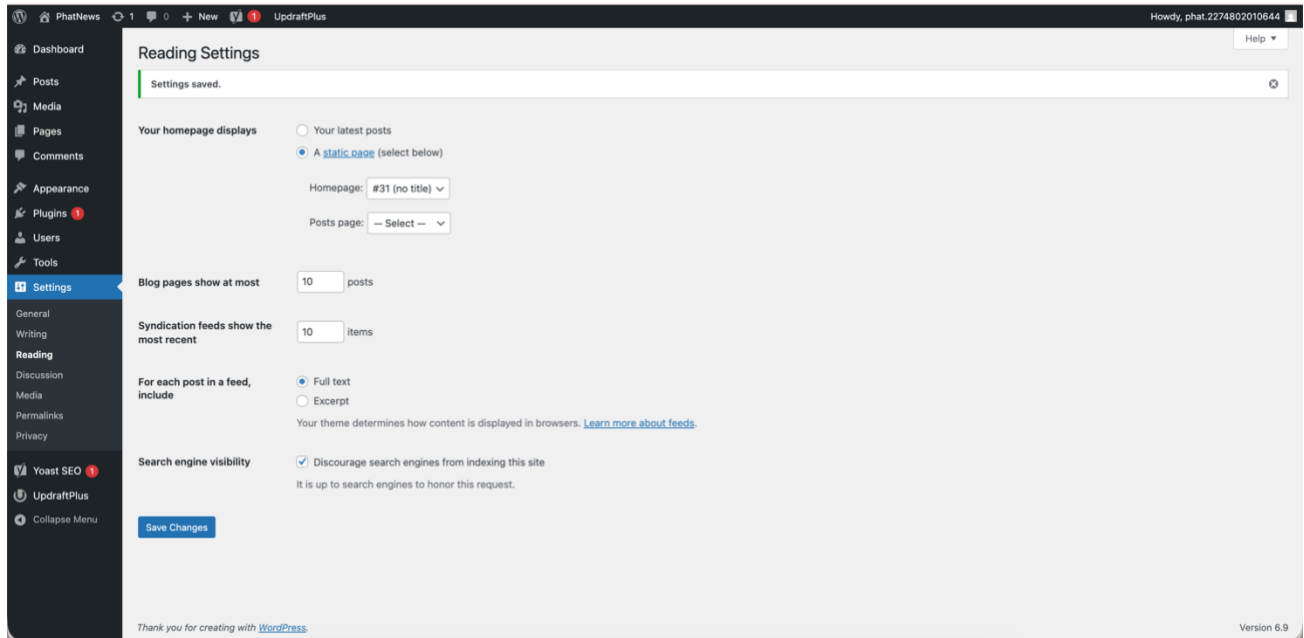 PhatNews 1 0 + New 1 UpdraftPlus Howdy, phat.2274802010644
Help
Dashboard
Posts
Media
Pages
Comments
Appearance
Plugins 1
Users
Tools
Settings
General
Writing
Reading
Discussion
Media
Permalinks
Privacy
Yoast SEO 1
UpdraftPlus
Collapse Menu
Reading Settings
Settings saved.
Your homepage displays
Your latest posts
A static page (select below)
Homepage: #31 (no title)
Posts page: — Select —
Blog pages show at most 10 posts
Syndication feeds show the
most recent
10 items
For each post in a feed,
include
Full text
Excerpt
Your theme determines how content is displayed in browsers. Learn more about feeds.
Search engine visibility
Discourage search engines from indexing this site
It is up to search engines to honor this request.
Save Changes
Thank you for creating with WordPress.
Version 6.9